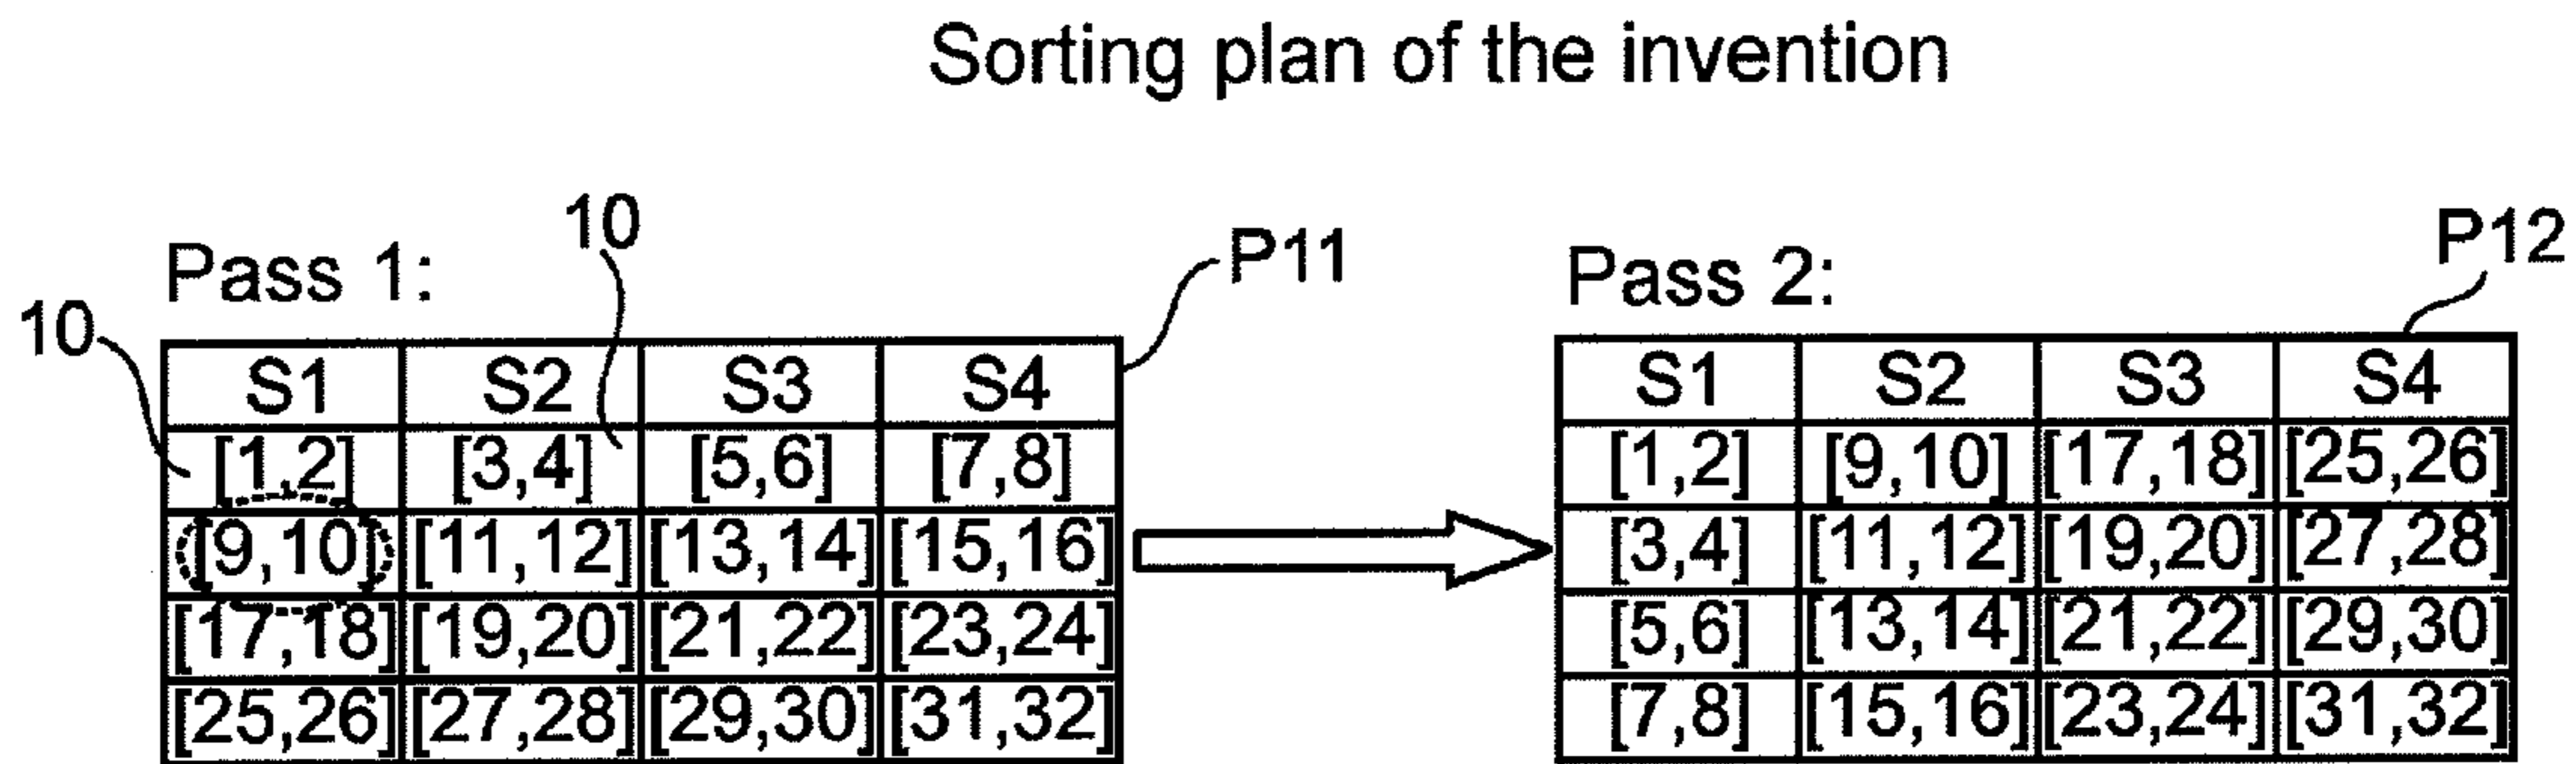 Sorting plan of the invention
10 P11 P12
Pass 1: Pass 2:
10
S1 S2 S3 S4 S1 S2 S3 S4
[1,2] [3,4] [5,6] [7,8] [1,2] [9,10] [17,18] [25,26]
[9,10] [11,12] [13,14] [15,16] [3,4] [11,12] [19,20] [27,28]
[17,18] [19,20] [21,22] [23,24] [5,6] [13,14] [21,22] [29,30]
[25,26] [27,28] [29,30] [31,32] [7,8] [15,16] [23,24] [31,32]